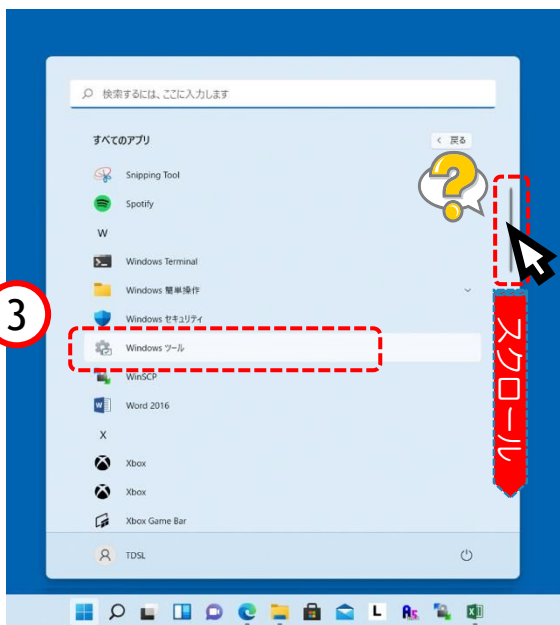 検索するには、ここに入力します
すべてのアプリ
< 戻る
Snipping Tool
Spotify
W
Windows Terminal
Windows 簡単操作
3
Windows セキュリティ
Windows ツール
WinSCP
Word 2016
X
Xbox
Xbox
Xbox Game Bar
TDSL
スクロール